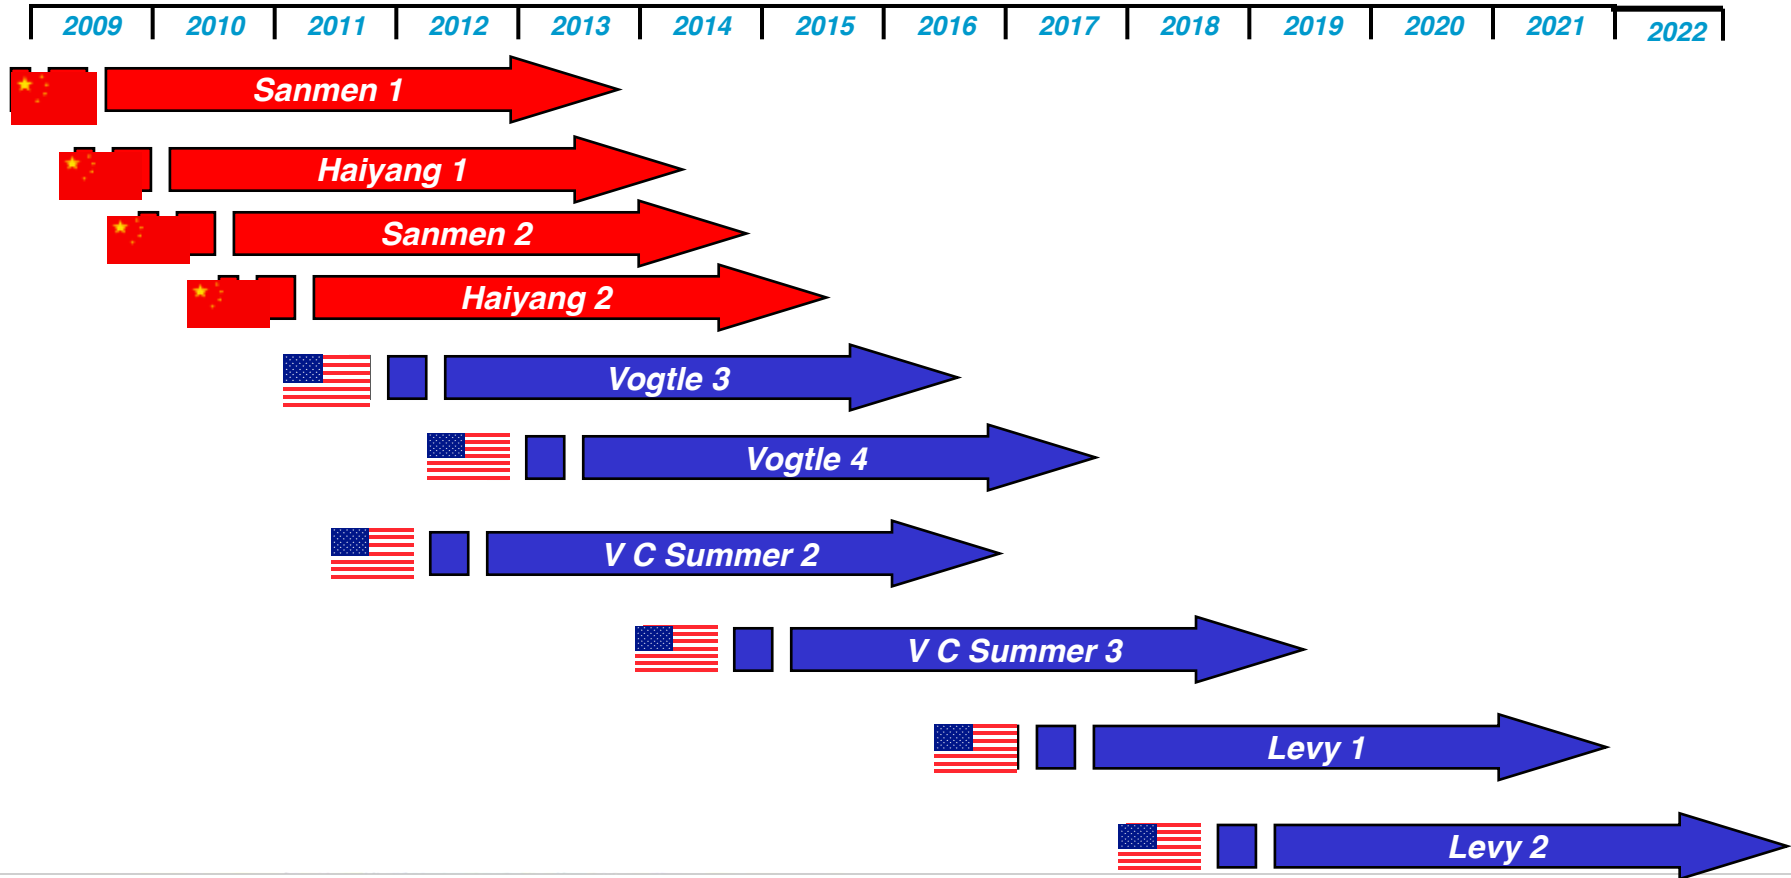 2009 2010 2011 2012 2013 2014 2015 2016 2017 2018 2019 2020 2021 2022
Sanmen 1
Haiyang 1
Sanmen 2
Haiyang 2
Vogtle 3
Vogtle 4
V C Summer 2
V C Summer 3
Levy 1
Levy 2